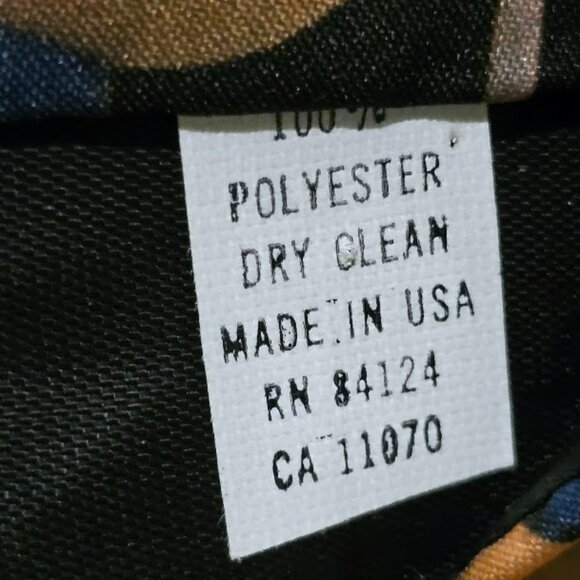 100%
POLYESTER
DRY CLEAN
MADE IN USA
RN 84124
CA 11070